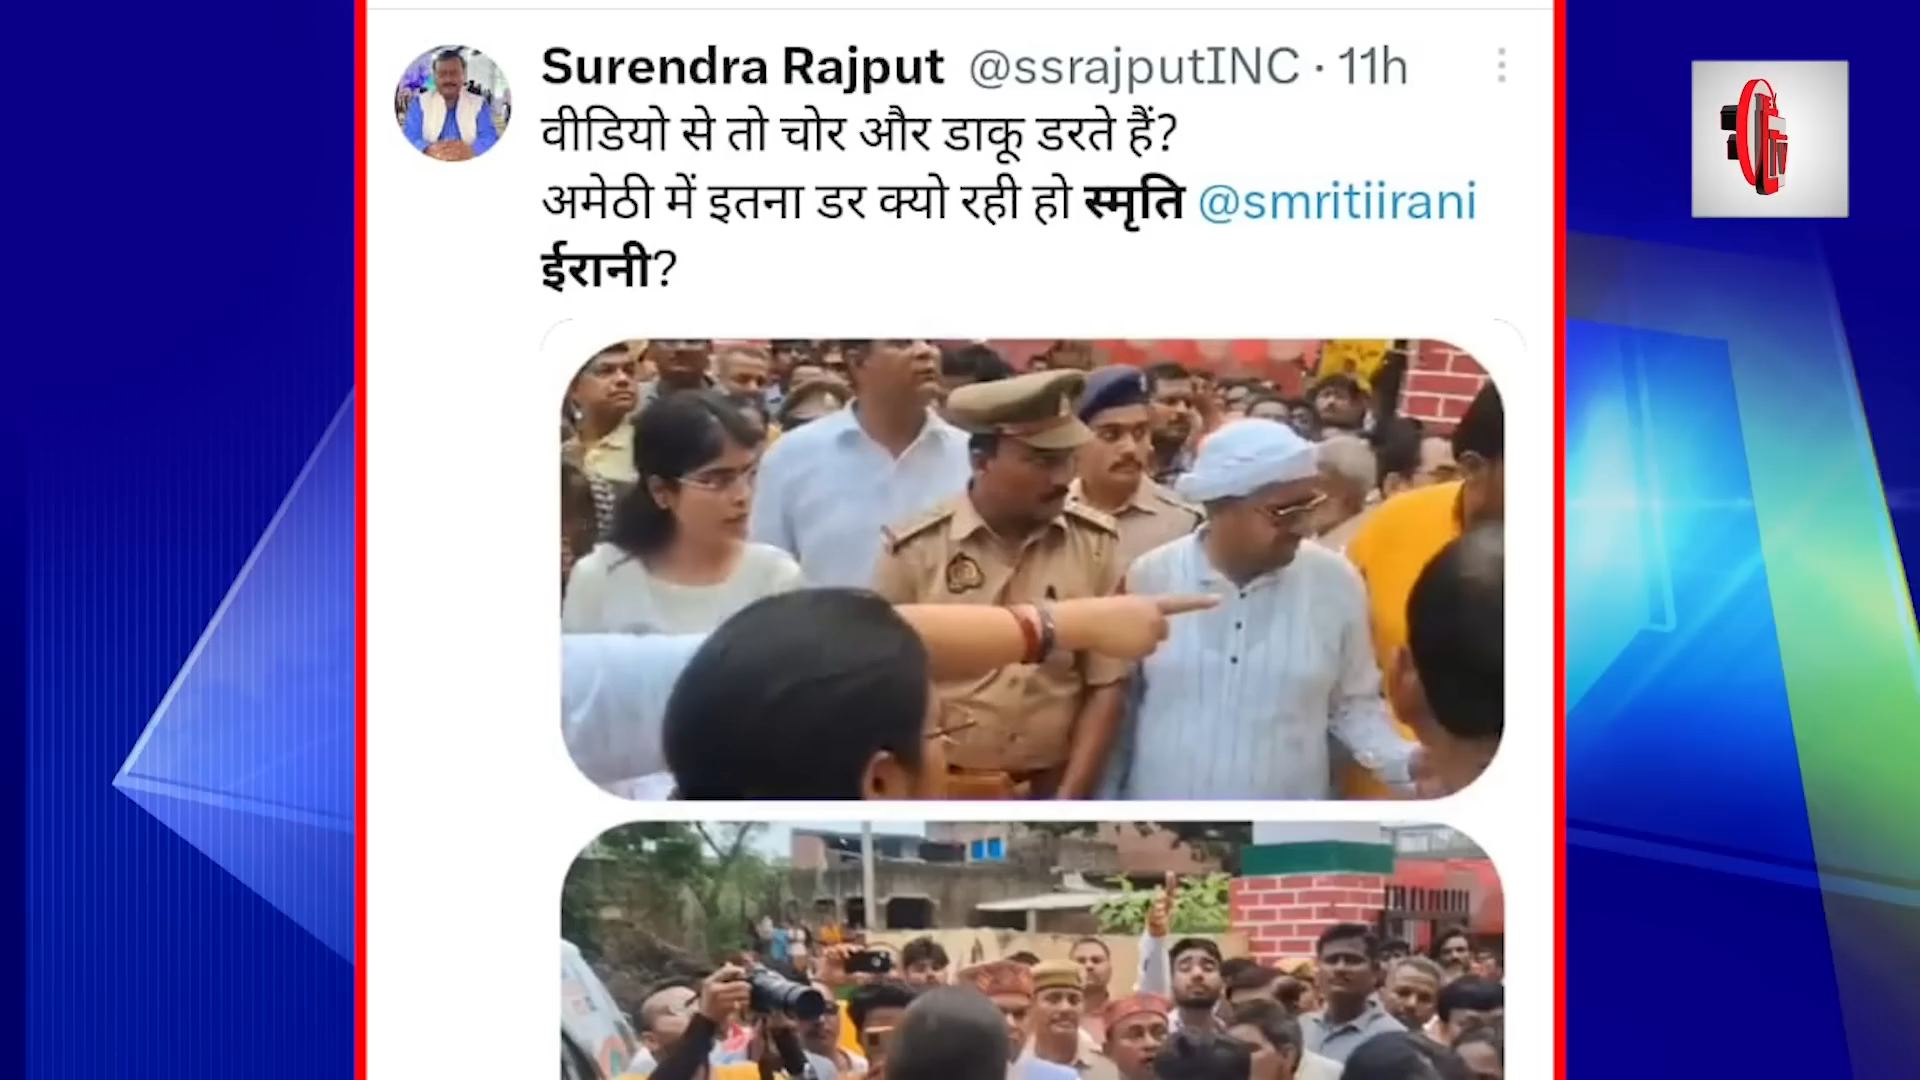 Surendra Rajput @ssrajputINC · 11h
वीडियो से तो चोर और डाकू डरते हैं?
अमेठी में इतना डर क्यो रही हो स्मृति @smritiirani
ईरानी?